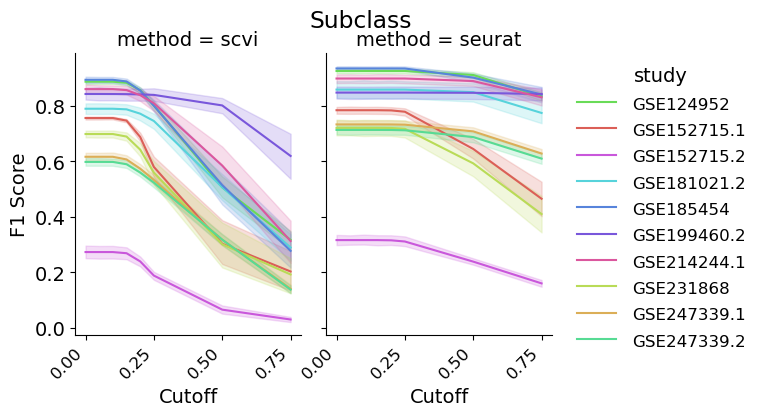 Subclass
method = scvi
method = seurat
F1 Score
0.8
0.6
0.4
0.2
0.0
0.00
0.25
0.50
0.75
Cutoff
0.00
0.25
0.50
0.75
Cutoff
study
GSE124952
GSE152715.1
GSE152715.2
GSE181021.2
GSE185454
GSE199460.2
GSE214244.1
GSE231868
GSE247339.1
GSE247339.2